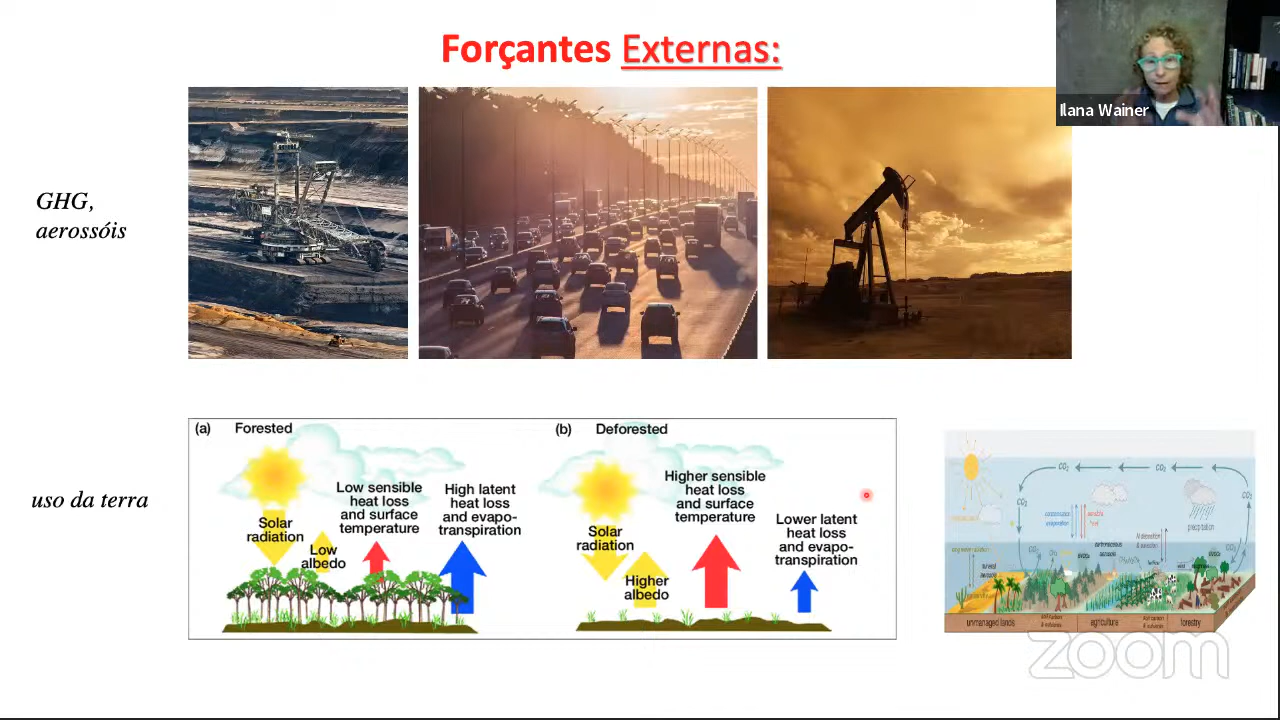 Forçantes Externas:
Ilana Wainer
GHG,
aerossóis
uso da terra
(a) Forested
Solar
radiation
Low
albedo
Low sensible
heat loss
and surface
temperature
High latent
heat loss
and evapo-
transpiration
(b) Deforested
Solar
radiation
Higher
albedo
Higher sensible
heat loss
and surface
temperature
Lower latent
heat loss
and evapo-
transpiration
CO₂
CO₂
CO₂
CO₂
precipitation
unmanaged lands
agriculture
forestry
zoom